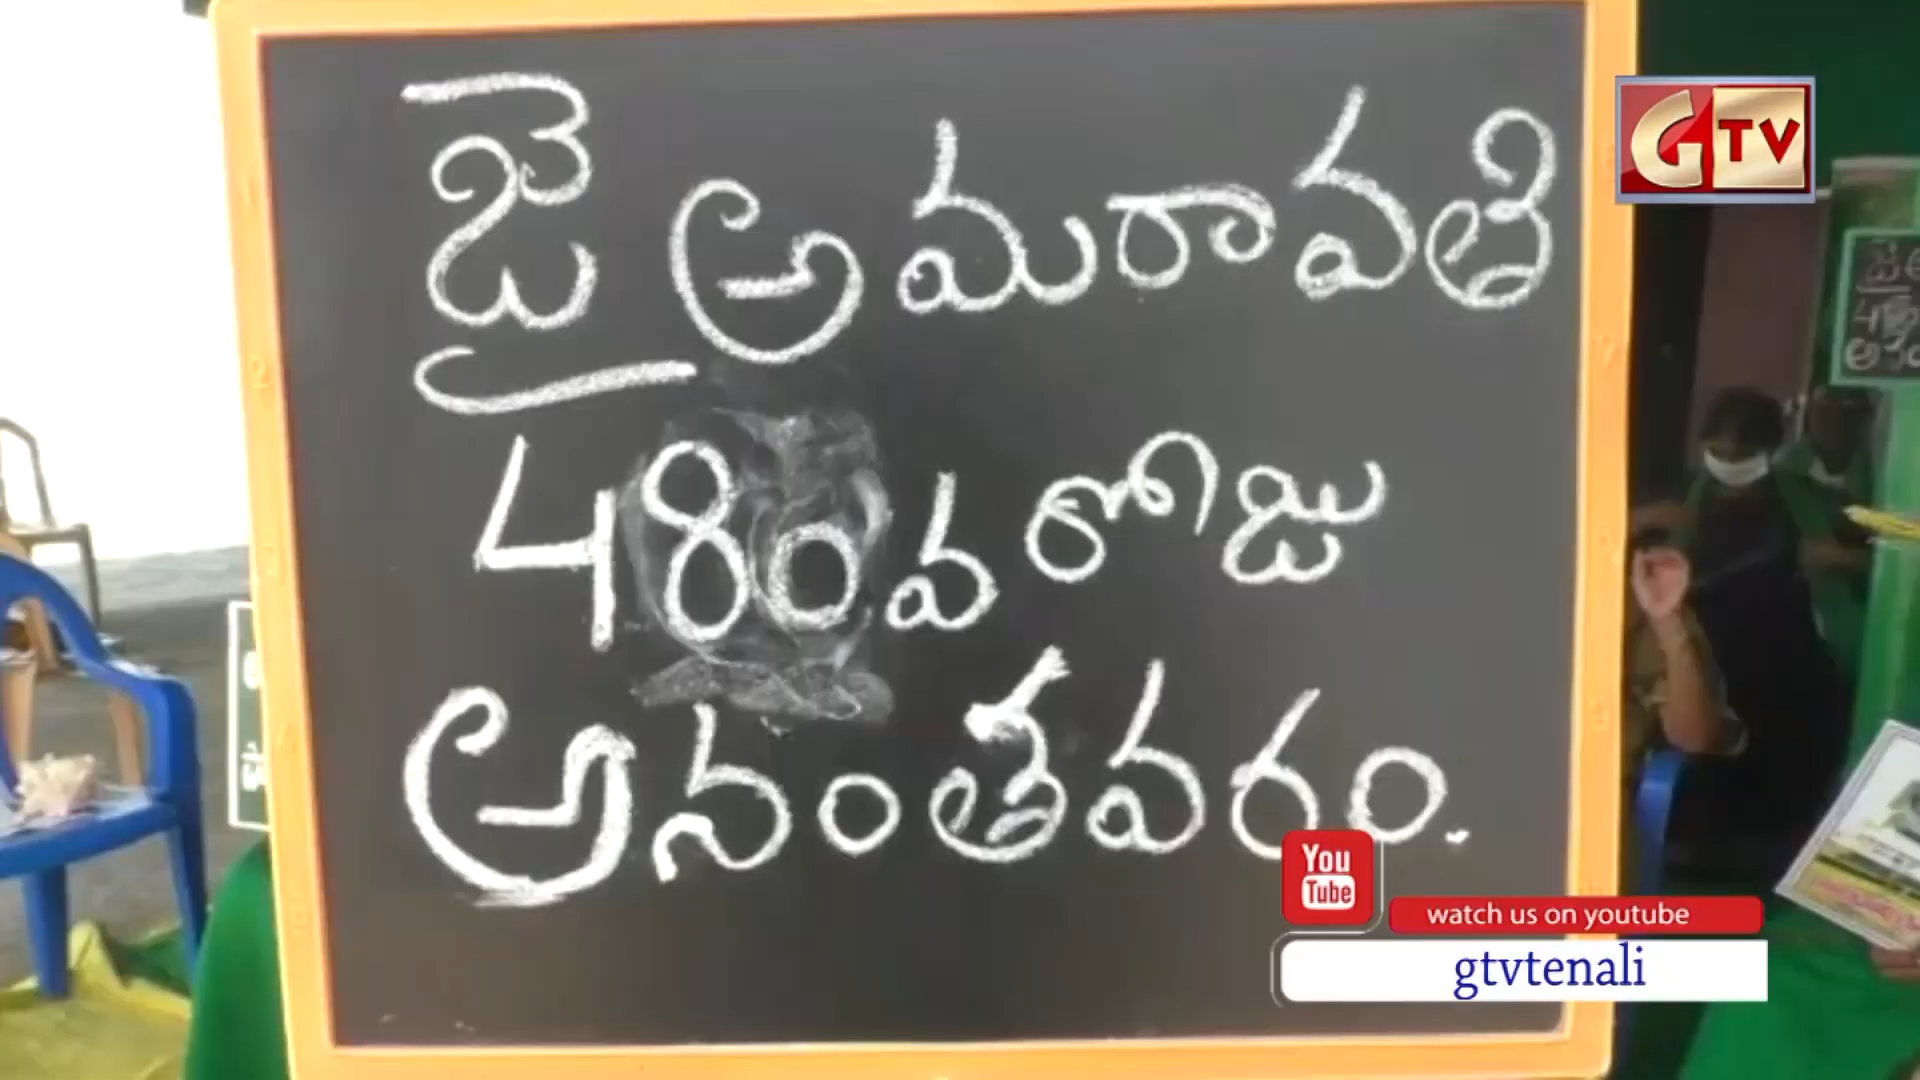 జై అమరావతి
480వ రోజు
అనంతవరం.
GTV
You
Tube
watch us on youtube
gtvtenali